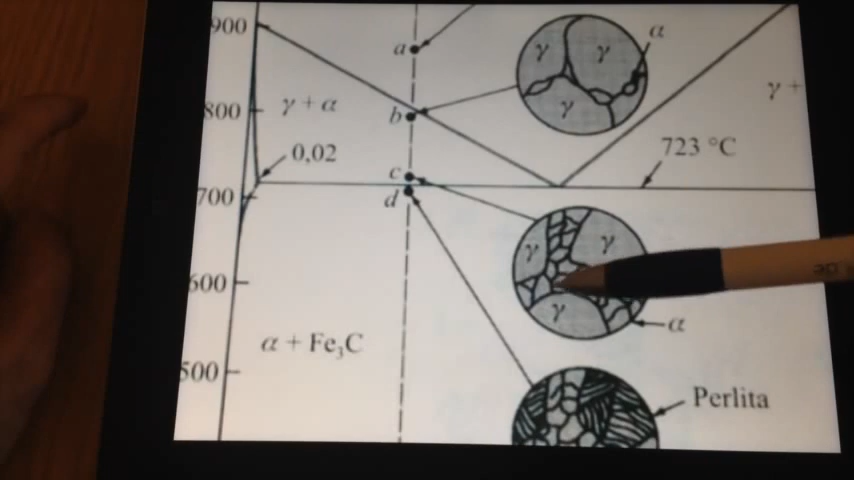 900
a
γ
γ
α
γ + α
800
b
γ
γ +
0,02
723 °C
c
700
d
γ
γ
600
γ
α
α + Fe₃C
500
Perlita